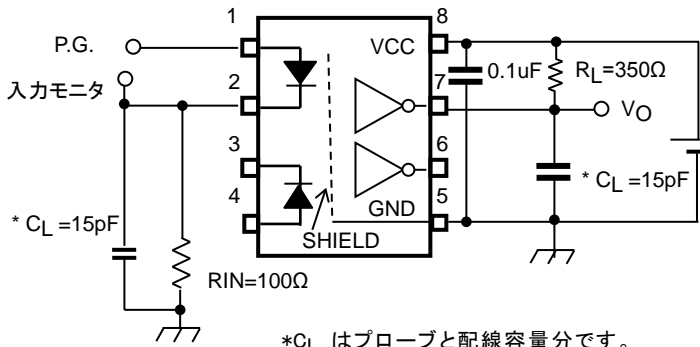 1
8
P.G.
VCC
入力モニタ
0.1uF
RL=350Ω
2
7
VO
3
6
* CL =15pF
4
5
GND
* CL =15pF
SHIELD
RIN=100Ω
*CL はプローブと配線容量分です。